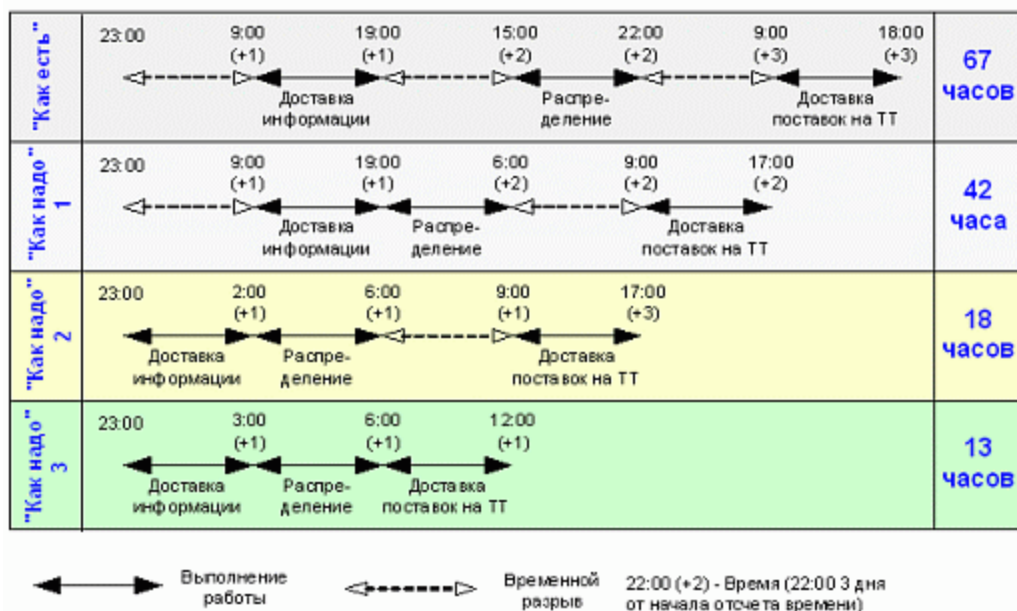 "Как есть"
23:00 9:00 19:00 15:00 22:00 9:00 18:00
(+1) (+1) (+2) (+2) (+3) (+3)
Доставка Распре- Доставка
информации деление поставок на ТТ
67
часов
"Как надо"
1
23:00 9:00 19:00 6:00 9:00 17:00
(+1) (+1) (+2) (+2) (+2)
Доставка Распре- Доставка
информации деление поставок на ТТ
42
часа
"Как надо"
2
23:00 2:00 6:00 9:00 17:00
(+1) (+1) (+1) (+3)
Доставка Распре- Доставка
информации деление поставок на ТТ
18
часов
"Как надо"
3
23:00 3:00 6:00 12:00
(+1) (+1) (+1)
Доставка Распре- Доставка
информации деление поставок на ТТ
13
часов
Выполнение
работы
Временной
разрыв
22:00 (+2) - Время (22:00 3 дня
от начала отсчета времени)